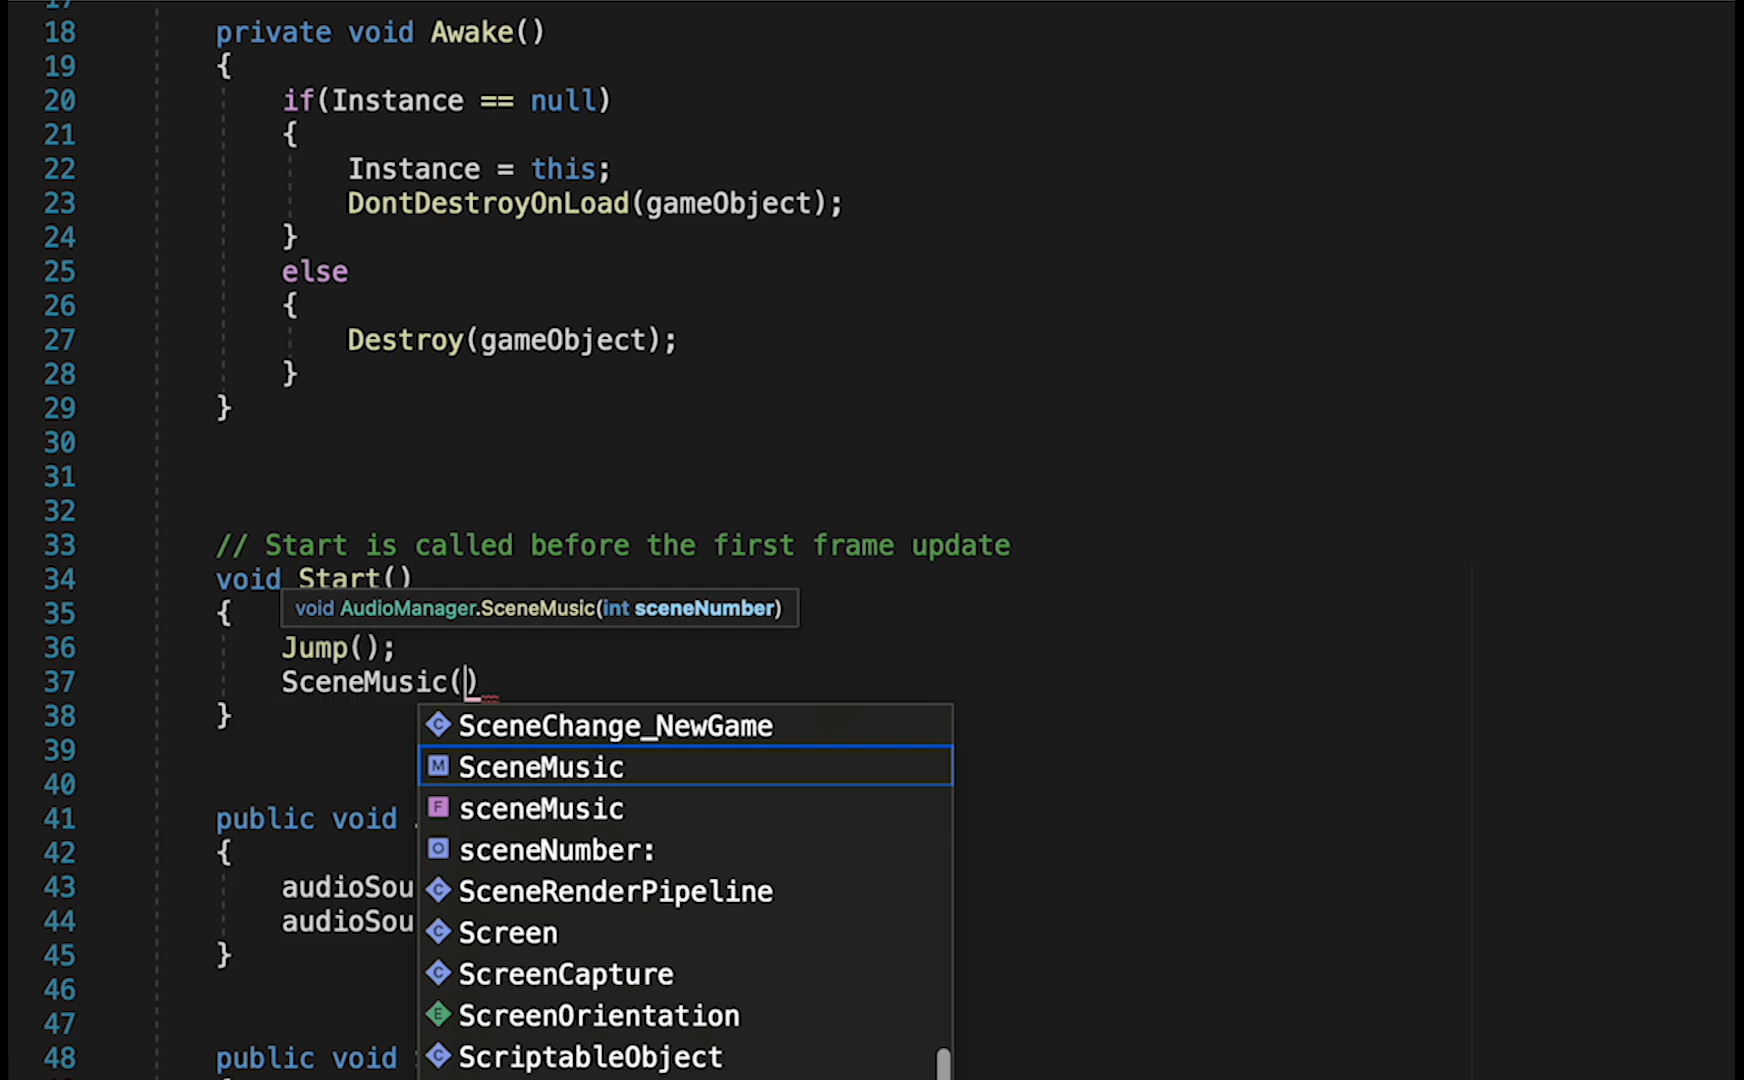 17
18 private void Awake()
19 {
20 if(Instance == null)
21 {
22 Instance = this;
23 DontDestroyOnLoad(gameObject);
24 }
25 else
26 {
27 Destroy(gameObject);
28 }
29 }
30
31
32
33 // Start is called before the first frame update
34 void Start()
void AudioManager.SceneMusic(int sceneNumber)
35 {
36 Jump();
37 SceneMusic()
38 }
C SceneChange_NewGame
39
M SceneMusic
40
F sceneMusic
41 public void
O sceneNumber:
42 {
43 audioSou
C SceneRenderPipeline
44 audioSou
C Screen
45 }
C ScreenCapture
46
E ScreenOrientation
47
48 public void
C ScriptableObject